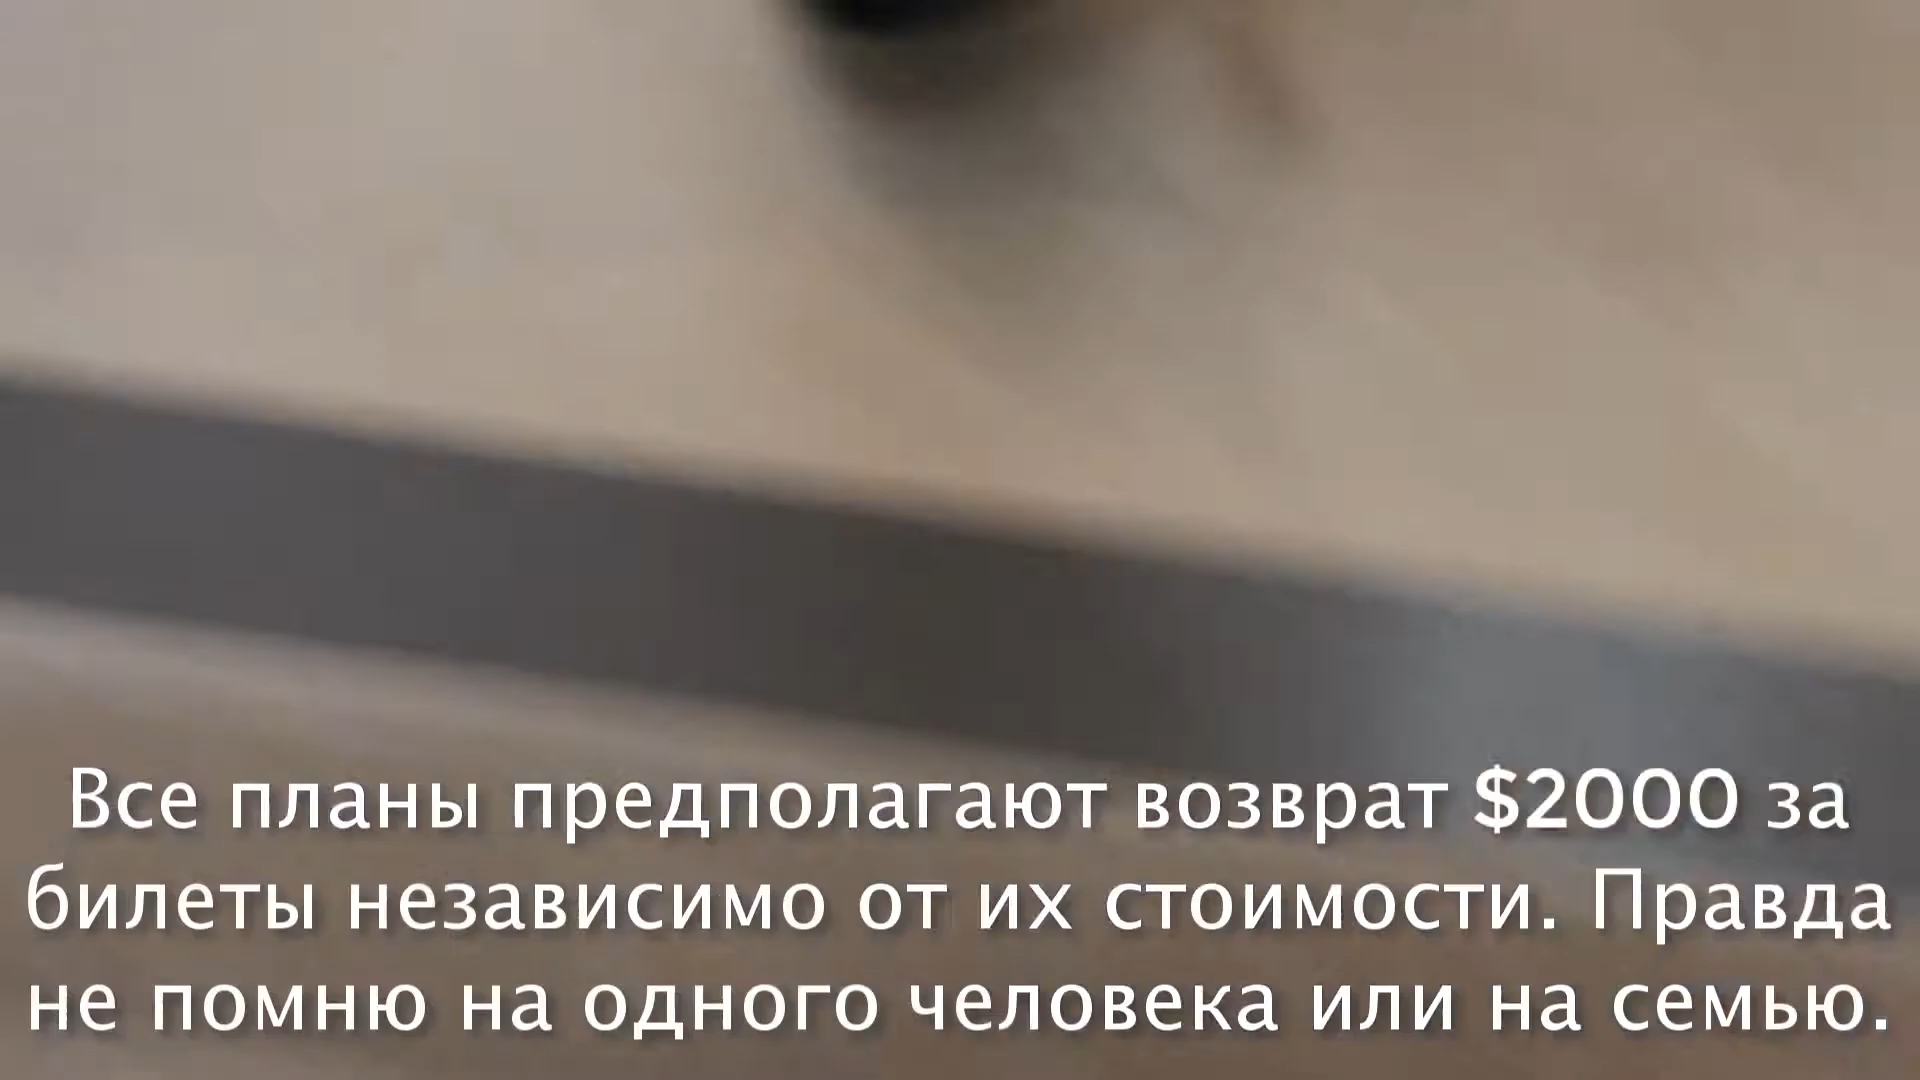 Все планы предполагают возврат $2000 за
билеты независимо от их стоимости. Правда
не помню на одного человека или на семью.